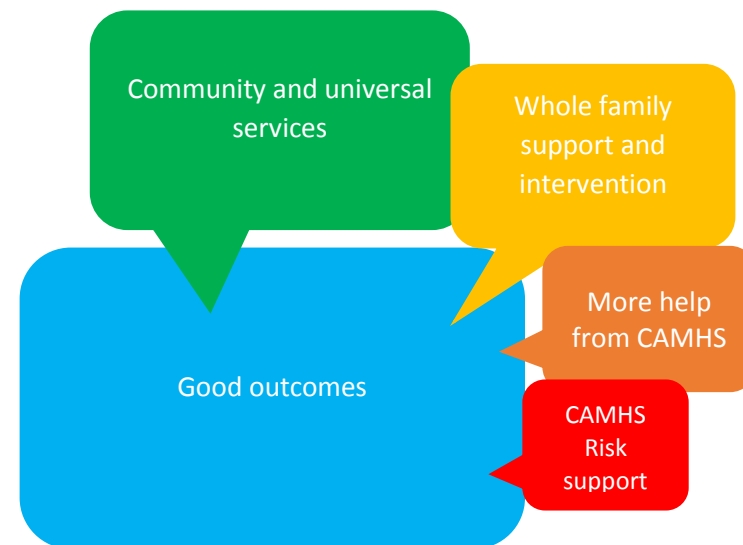 Community and universal
services
Whole family
support and
intervention
More help
from CAMHS
Good outcomes
CAMHS
Risk
support